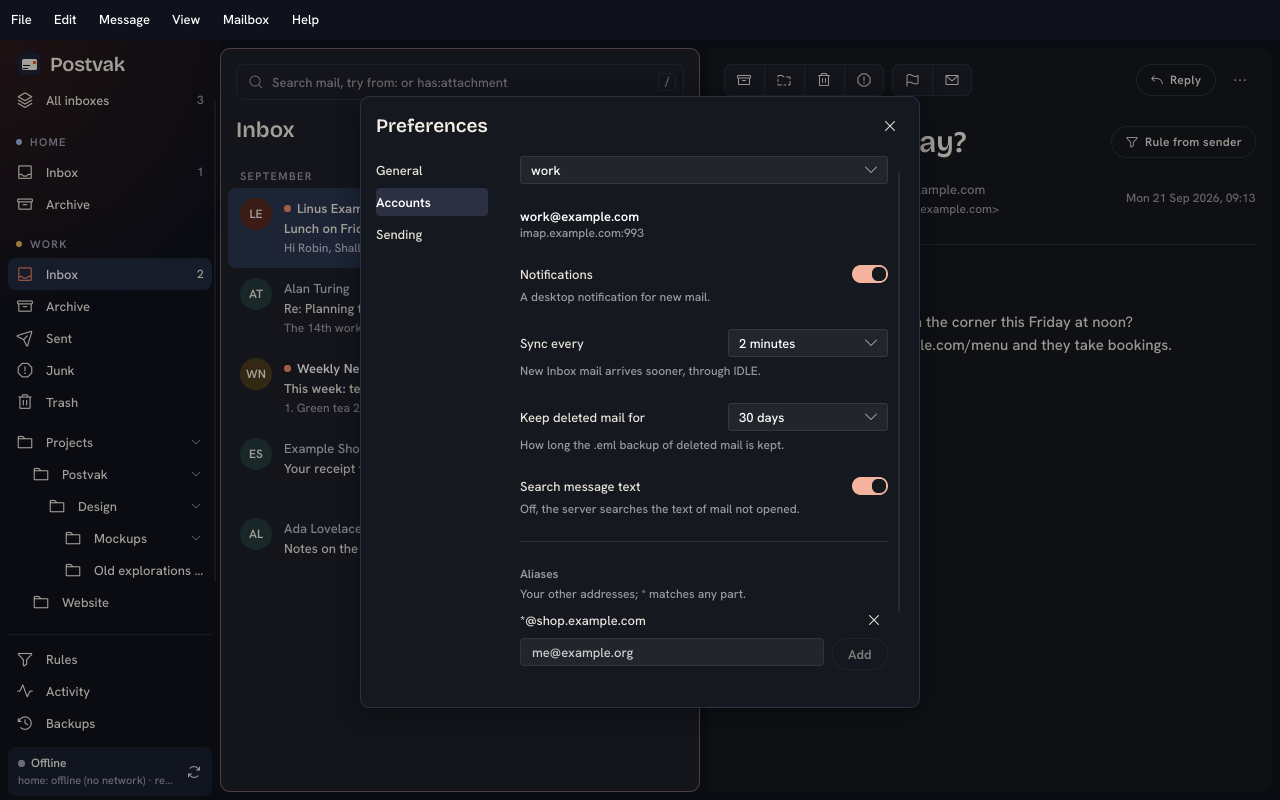 File Edit Message View Mailbox Help
Postvak
All inboxes 3
HOME
Inbox 1
Archive
WORK
Inbox 2
Archive
Sent
Junk
Trash
Projects
Postvak
Design
Mockups
Old explorations ...
Website
Rules
Activity
Backups
Offline
home: offline (no network) · re...
Search mail, try from: or has:attachment /
Inbox
SEPTEMBER
LE Linus Exam
Lunch on Frid
Hi Robin, Shall
AT Alan Turing
Re: Planning t
The 14th work
WN Weekly Ne
This week: te
1. Green tea 2
ES Example Sho
Your receipt
AL Ada Lovelace
Notes on the
Reply
ay?
Rule from sender
ample.com
example.com>
Mon 21 Sep 2026, 09:13
the corner this Friday at noon?
le.com/menu and they take bookings.
Preferences
General
Accounts
Sending
work
work@example.com
imap.example.com:993
Notifications
A desktop notification for new mail.
Sync every 2 minutes
New Inbox mail arrives sooner, through IDLE.
Keep deleted mail for 30 days
How long the .eml backup of deleted mail is kept.
Search message text
Off, the server searches the text of mail not opened.
Aliases
Your other addresses; * matches any part.
*@shop.example.com
me@example.org Add